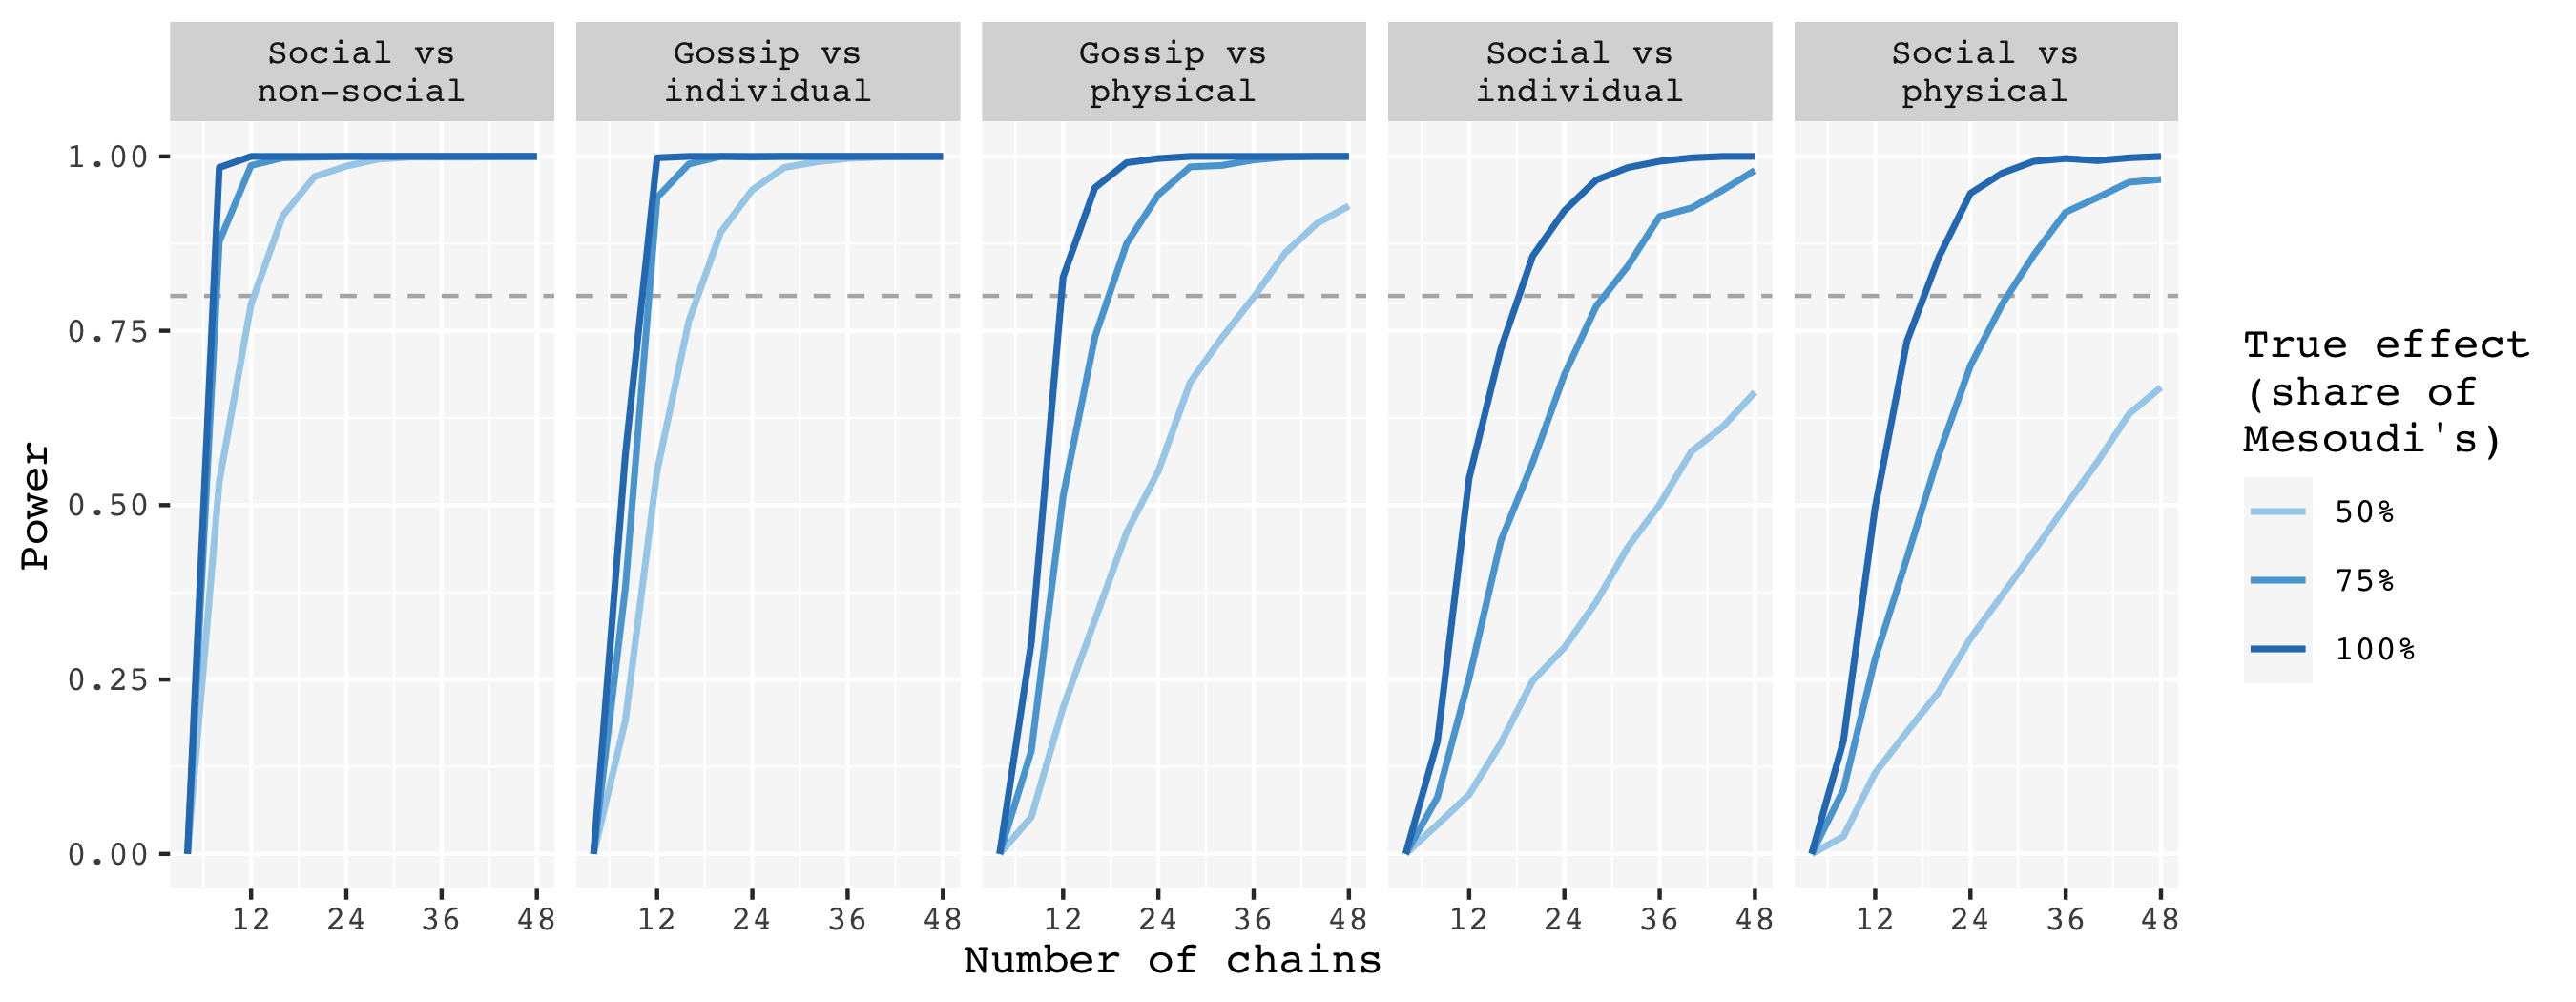 Social vs
non-social
Gossip vs
individual
Gossip vs
physical
Social vs
individual
Social vs
physical
1.00
0.75
0.50
0.25
0.00
Power
12 24 36 48
12 24 36 48
12 24 36 48
12 24 36 48
12 24 36 48
Number of chains
True effect
(share of
Mesoudi's)
50%
75%
100%